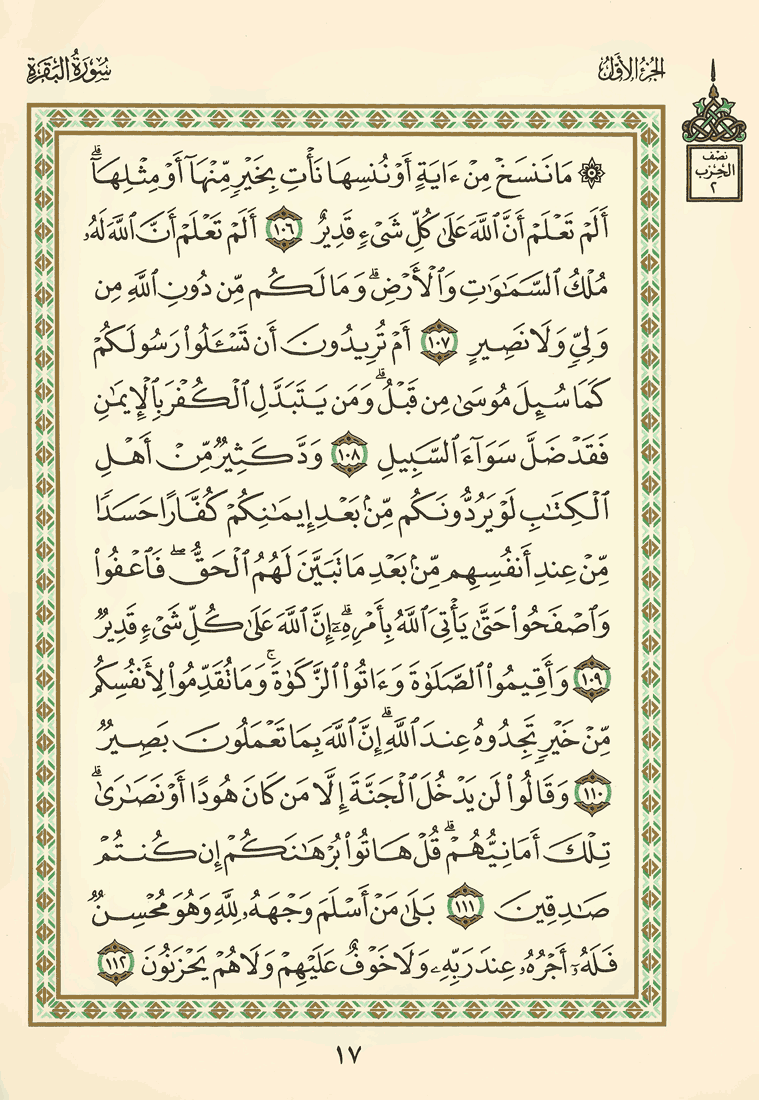 الجزء الأول
سُورَةُ البَقَرَةِ
نصف
الحزب
٢
۞ مَا نَنسَخْ مِنْ ءَايَةٍ أَوْ نُنسِهَا نَأْتِ بِخَيْرٍ مِّنْهَآ أَوْ مِثْلِهَآ ۗ
أَلَمْ تَعْلَمْ أَنَّ ٱللَّهَ عَلَىٰ كُلِّ شَىْءٍ قَدِيرٌ ١٠٦ أَلَمْ تَعْلَمْ أَنَّ ٱللَّهَ لَهُۥ
مُلْكُ ٱلسَّمَٰوَٰتِ وَٱلْأَرْضِ ۗ وَمَا لَكُم مِّن دُونِ ٱللَّهِ مِن
وَلِىٍّ وَلَا نَصِيرٍ ١٠٧ أَمْ تُرِيدُونَ أَن تَسْـَٔلُوا۟ رَسُولَكُمْ
كَمَا سُئِلَ مُوسَىٰ مِن قَبْلُ ۗ وَمَن يَتَبَدَّلِ ٱلْكُفْرَ بِٱلْإِيمَٰنِ
فَقَدْ ضَلَّ سَوَآءَ ٱلسَّبِيلِ ١٠٨ وَدَّ كَثِيرٌ مِّنْ أَهْلِ
ٱلْكِتَٰبِ لَوْ يَرُدُّونَكُم مِّنۢ بَعْدِ إِيمَٰنِكُمْ كُفَّارًا حَسَدًا
مِّنْ عِندِ أَنفُسِهِم مِّنۢ بَعْدِ مَا تَبَيَّنَ لَهُمُ ٱلْحَقُّ ۖ فَٱعْفُوا۟
وَٱصْفَحُوا۟ حَتَّىٰ يَأْتِىَ ٱللَّهُ بِأَمْرِهِۦٓ ۗ إِنَّ ٱللَّهَ عَلَىٰ كُلِّ شَىْءٍ قَدِيرٌ
١٠٩ وَأَقِيمُوا۟ ٱلصَّلَوٰةَ وَءَاتُوا۟ ٱلزَّكَوٰةَ ۚ وَمَا تُقَدِّمُوا۟ لِأَنفُسِكُم
مِّنْ خَيْرٍ تَجِدُوهُ عِندَ ٱللَّهِ ۗ إِنَّ ٱللَّهَ بِمَا تَعْمَلُونَ بَصِيرٌ
١١٠ وَقَالُوا۟ لَن يَدْخُلَ ٱلْجَنَّةَ إِلَّا مَن كَانَ هُودًا أَوْ نَصَٰرَىٰ ۗ
تِلْكَ أَمَانِيُّهُمْ ۗ قُلْ هَاتُوا۟ بُرْهَٰنَكُمْ إِن كُنتُمْ
صَٰدِقِينَ ١١١ بَلَىٰ مَنْ أَسْلَمَ وَجْهَهُۥ لِلَّهِ وَهُوَ مُحْسِنٌ
فَلَهُۥٓ أَجْرُهُۥ عِندَ رَبِّهِۦ وَلَا خَوْفٌ عَلَيْهِمْ وَلَا هُمْ يَحْزَنُونَ ١١٢
١٧